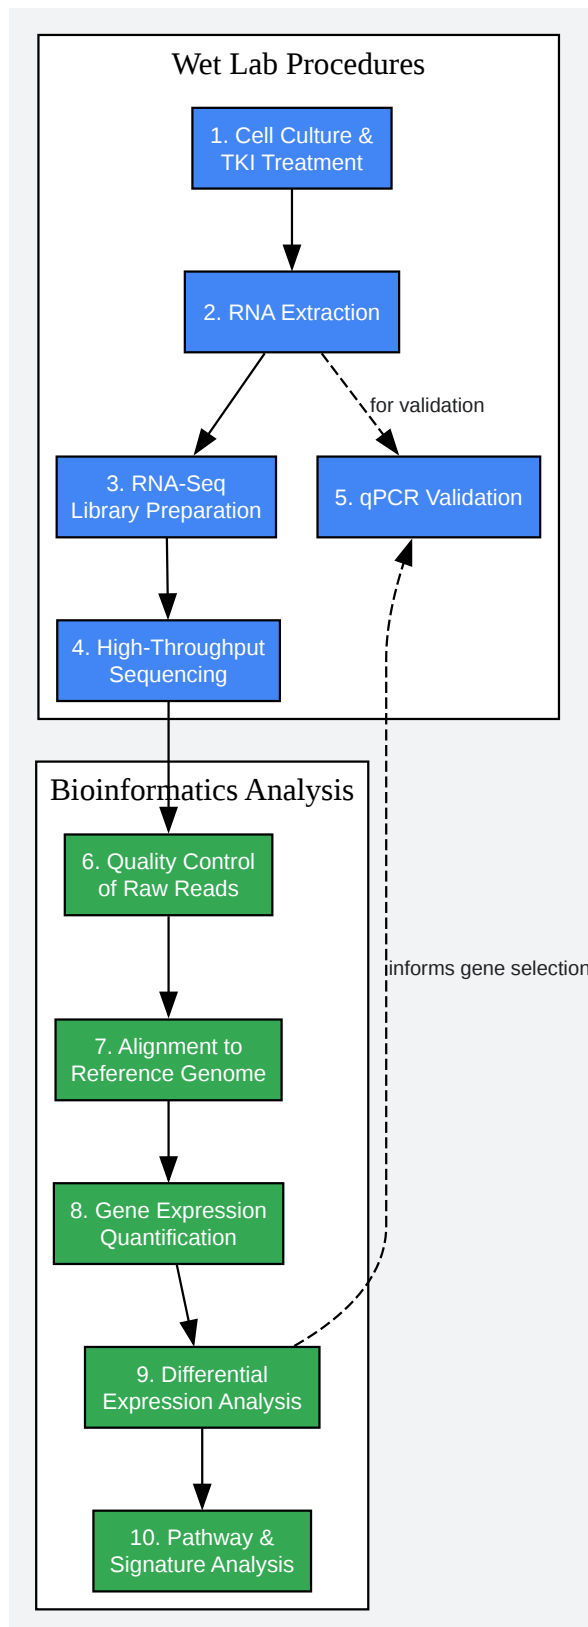 Wet Lab Procedures
1. Cell Culture &
TKI Treatment
2. RNA Extraction
for validation
3. RNA-Seq
Library Preparation
5. qPCR Validation
4. High-Throughput
Sequencing
Bioinformatics Analysis
6. Quality Control
of Raw Reads
informs gene selection
7. Alignment to
Reference Genome
8. Gene Expression
Quantification
9. Differential
Expression Analysis
10. Pathway &
Signature Analysis